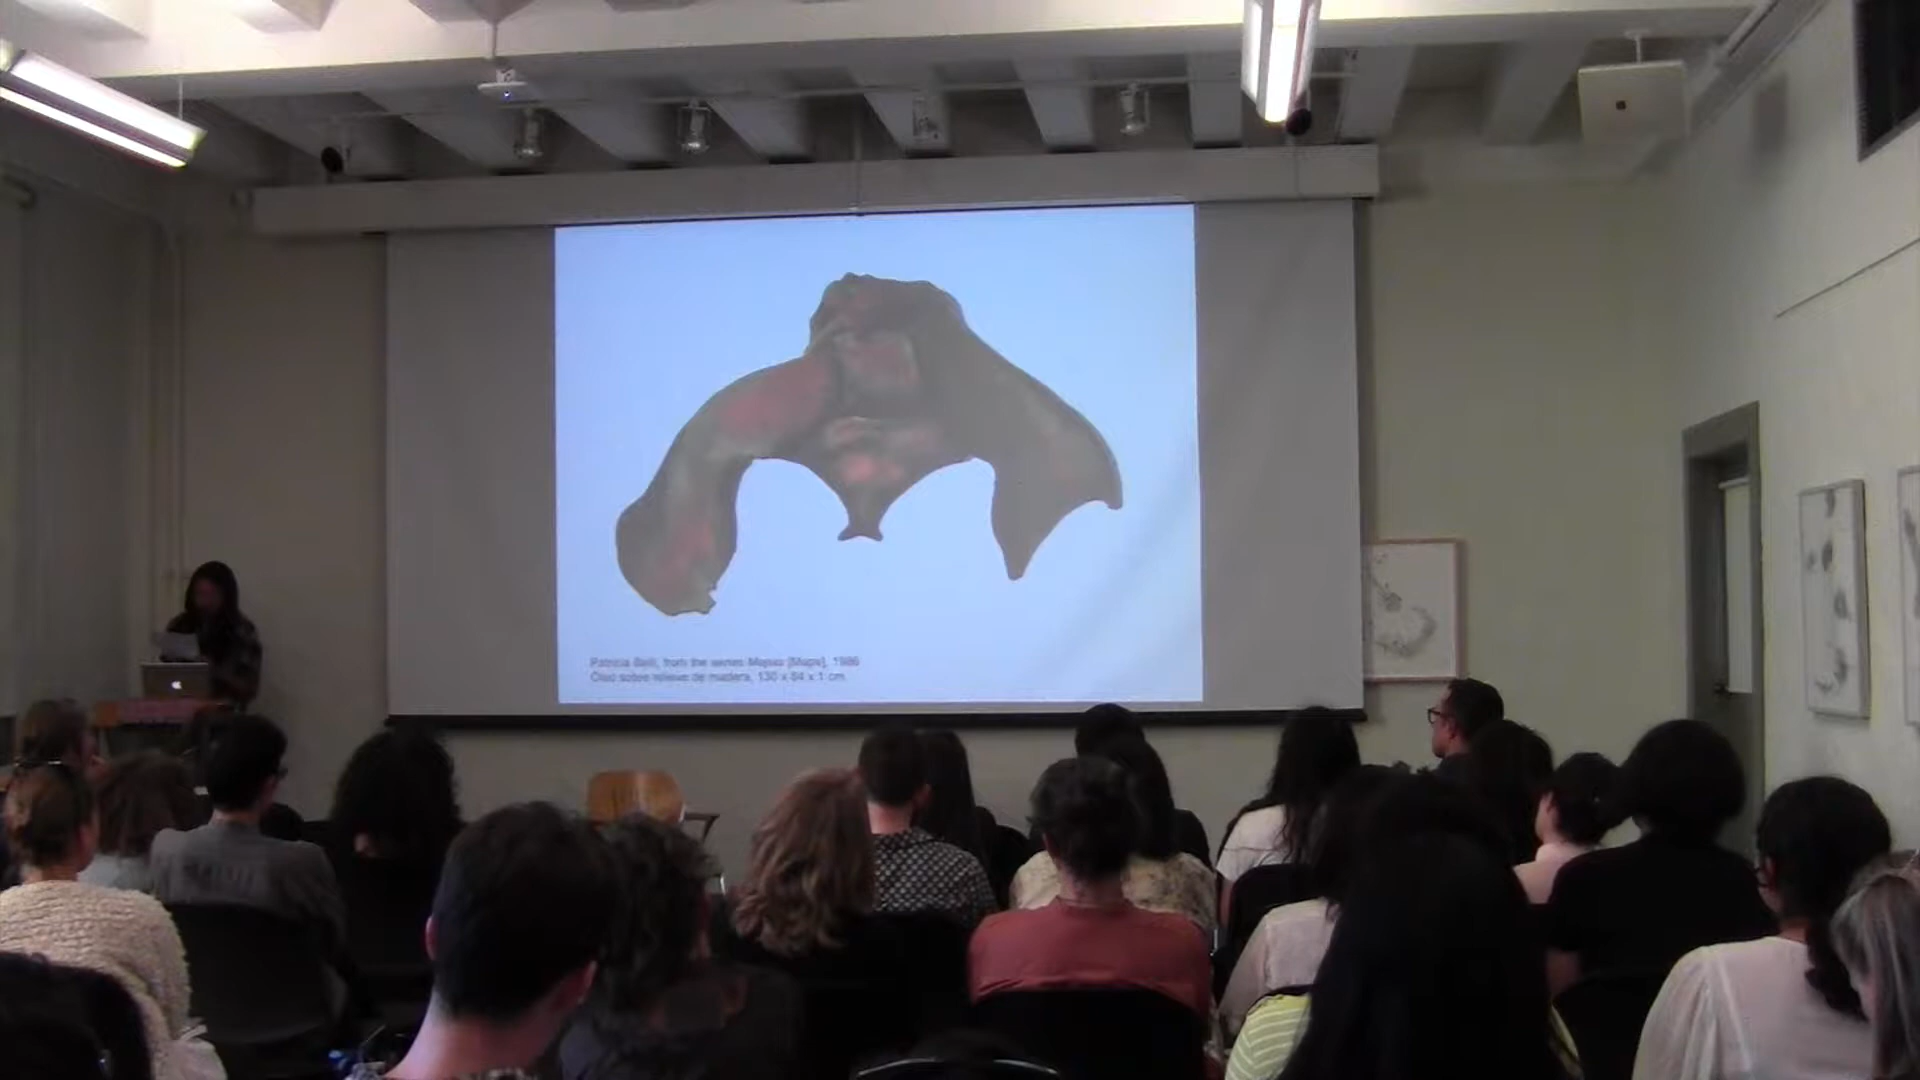 Patricia Belli, from the series Mapas [Maps], 1986
Óleo sobre relieve de madera, 130 x 84 x 1 cm